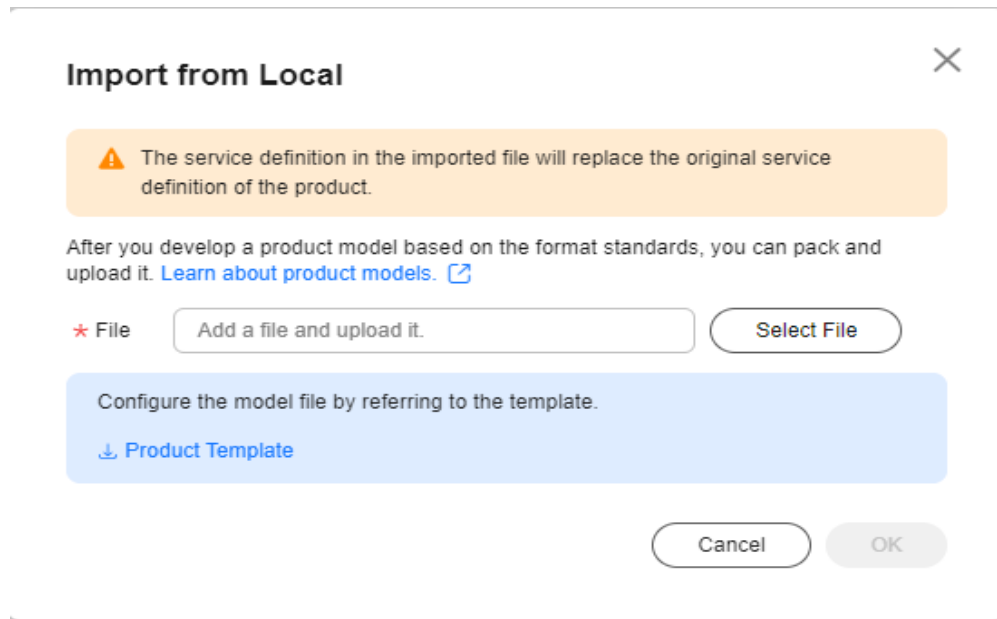 Import from Local
The service definition in the imported file will replace the original service
definition of the product.
After you develop a product model based on the format standards, you can pack and
upload it. Learn about product models.
* File Add a file and upload it. Select File
Configure the model file by referring to the template.
Product Template
Cancel OK